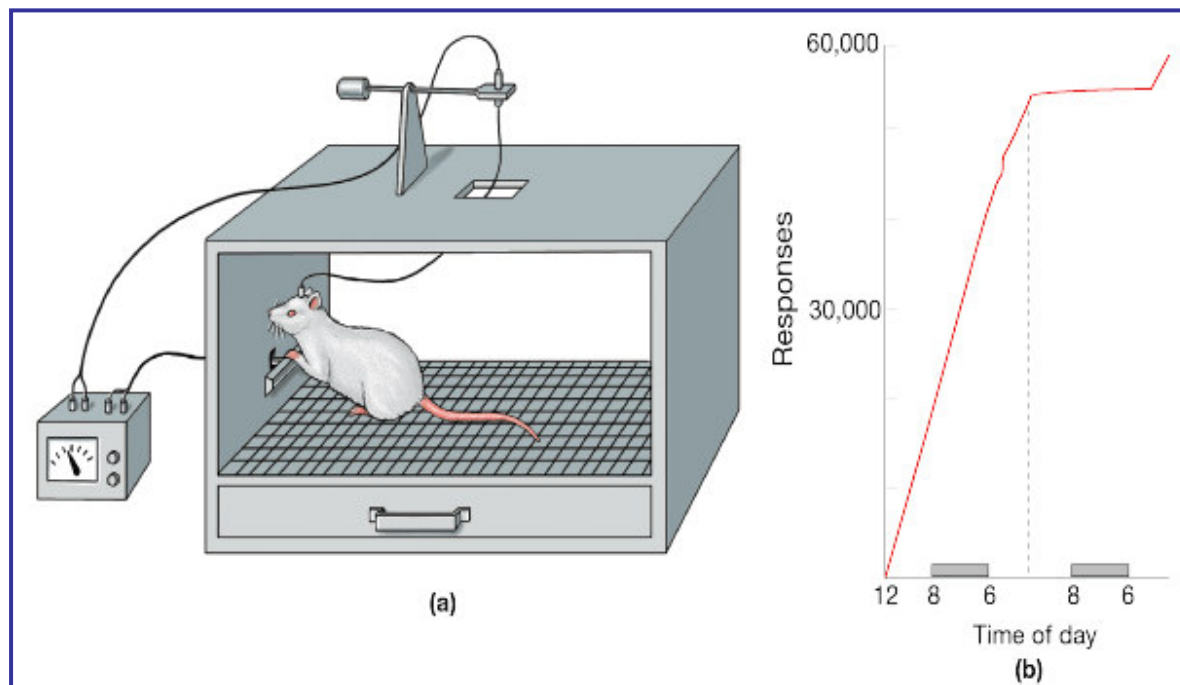 (a)
60,000
30,000
Responses
12 8 6 8 6
Time of day
(b)